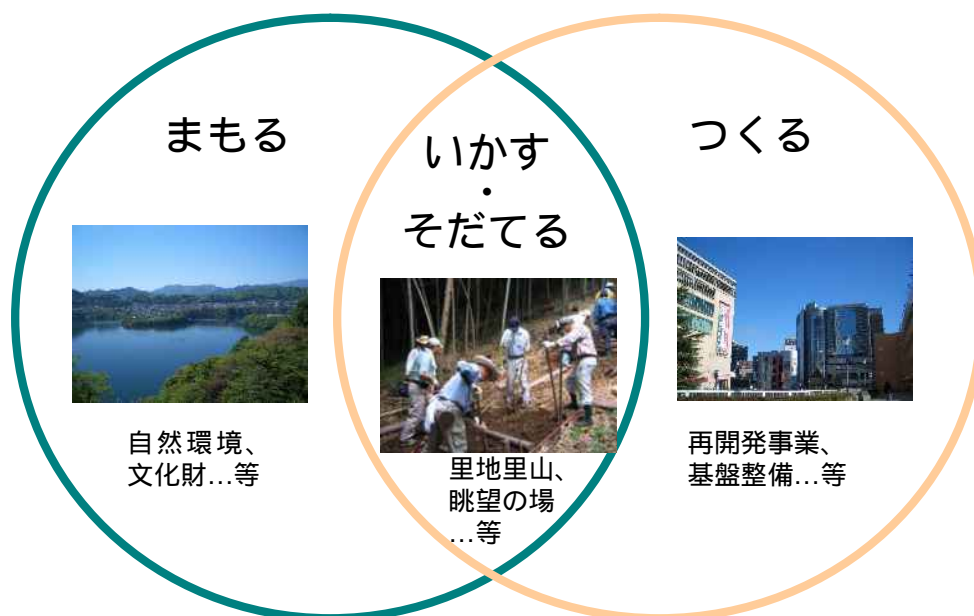 まもる
自然環境、
文化財…等
いかす
・
そだてる
里地里山、
眺望の場
…等
つくる
再開発事業、
基盤整備…等